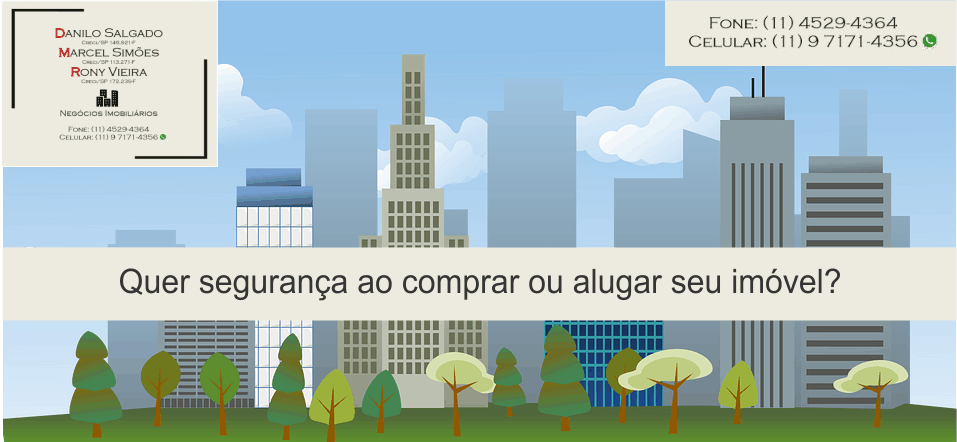 Danilo Salgado
Creci/SP 149.821-F
Marcel Simões
Creci/SP 113.271-F
Rony Vieira
Creci/SP 172.239-F
Negócios Imobiliários
Fone: (11) 4529-4364
Celular: (11) 9 7171-4356
Fone: (11) 4529-4364
Celular: (11) 9 7171-4356
Quer segurança ao comprar ou alugar seu imóvel?